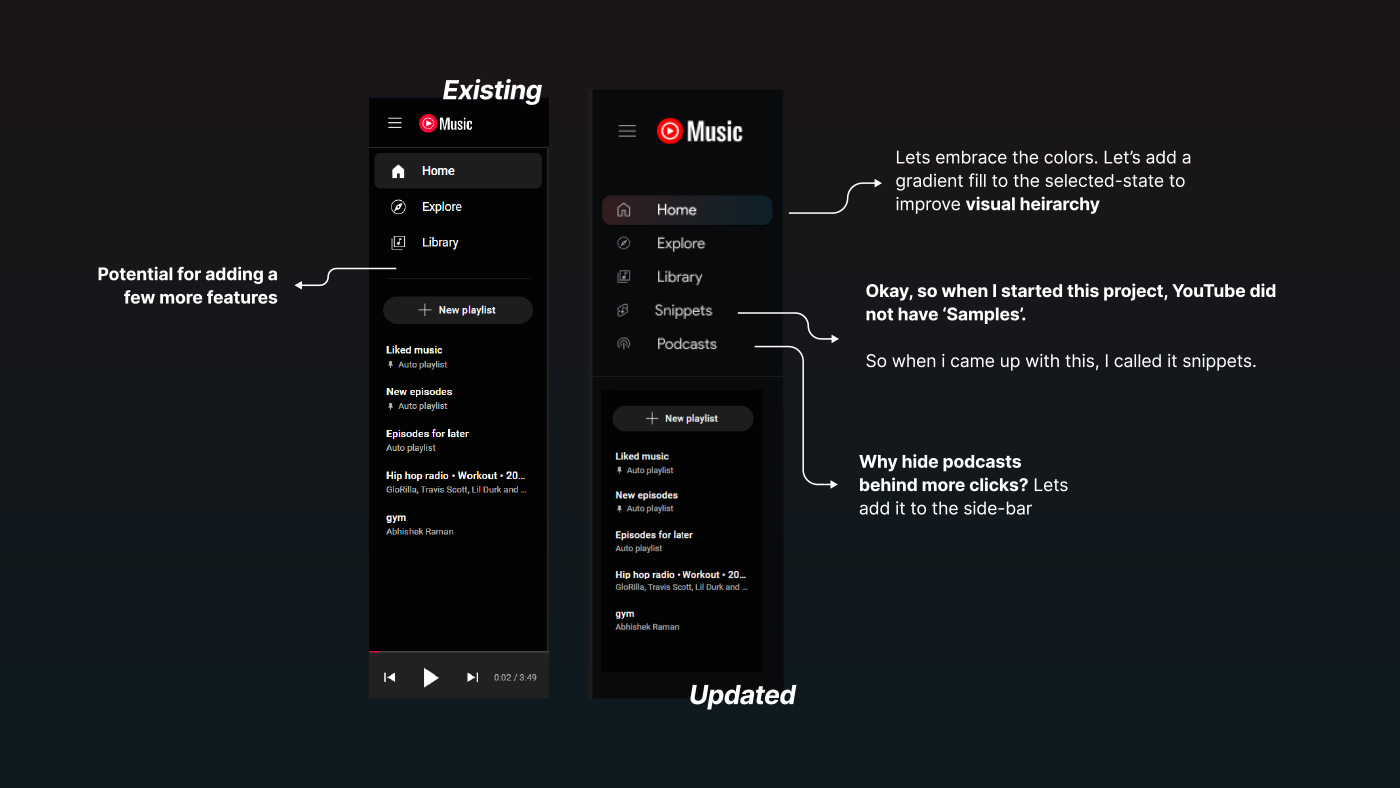 Existing
Music
Home
Explore
Library
Potential for adding a
few more features
New playlist
Liked music
Auto playlist
New episodes
Auto playlist
Episodes for later
Auto playlist
Hip hop radio • Workout • 20...
GloRilla, Travis Scott, Lil Durk and ...
gym
Abhishek Raman
0:02 / 3:49
Music
Home
Explore
Library
Snippets
Podcasts
New playlist
Liked music
Auto playlist
New episodes
Auto playlist
Episodes for later
Auto playlist
Hip hop radio • Workout • 20...
GloRilla, Travis Scott, Lil Durk and ...
gym
Abhishek Raman
Updated
Lets embrace the colors. Let’s add a
gradient fill to the selected-state to
improve visual heirarchy
Okay, so when I started this project, YouTube did
not have ‘Samples’.
So when i came up with this, I called it snippets.
Why hide podcasts
behind more clicks? Lets
add it to the side-bar